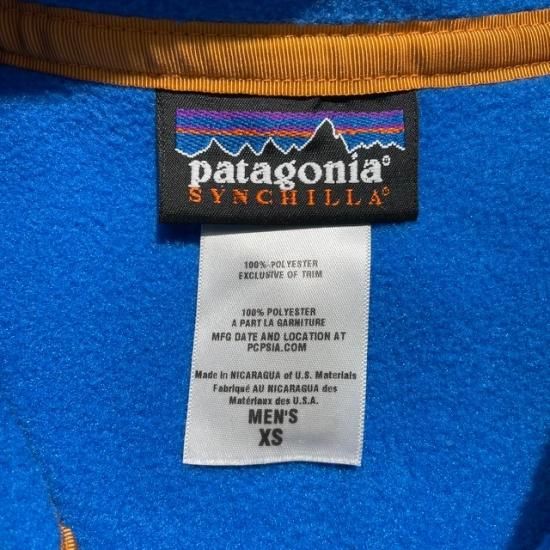 patagonia®
SYNCHILLA®
100% POLYESTER
EXCLUSIVE OF TRIM
100% POLYESTER
A PART LA GARNITURE
MFG DATE AND LOCATION AT
PCPSIA.COM
Made in NICARAGUA of U.S. Materials
Fabriqué AU NICARAGUA des
Matériaux des U.S.A.
MEN'S
XS